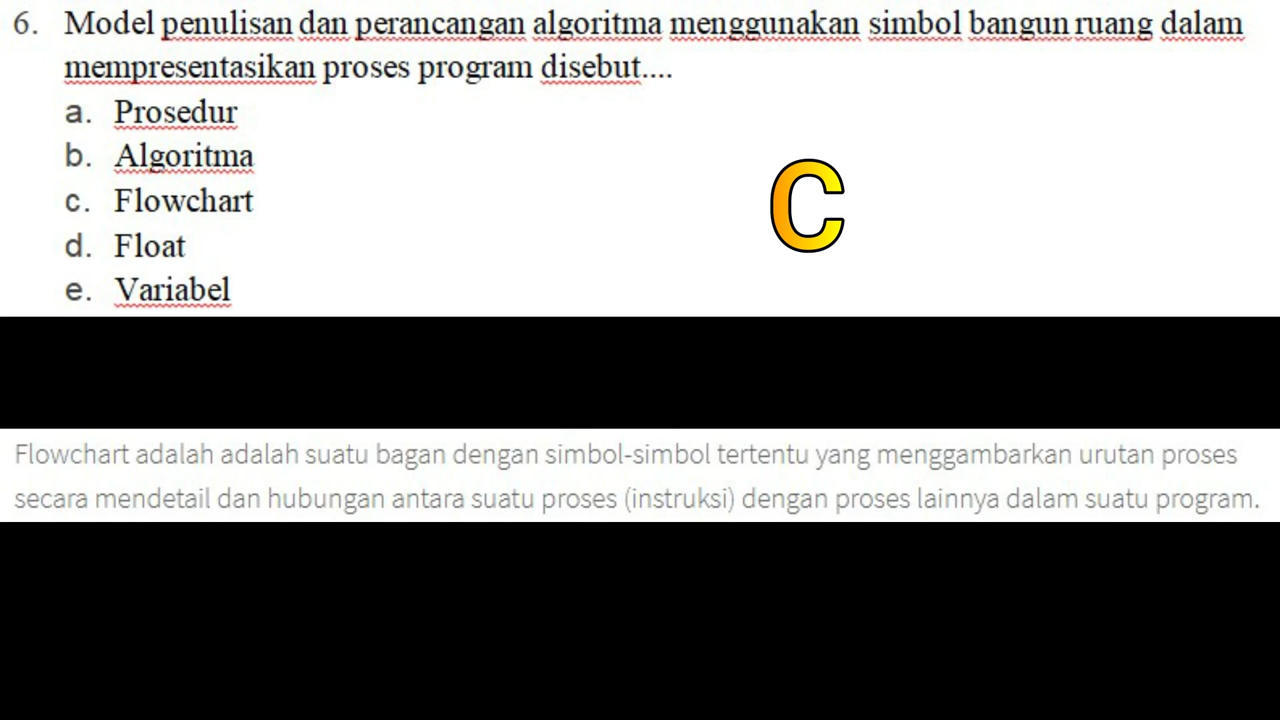 6. Model penulisan dan perancangan algoritma menggunakan simbol bangun ruang dalam
mempresentasikan proses program disebut....
a. Prosedur
b. Algoritma
c. Flowchart
d. Float
e. Variabel
C
Flowchart adalah adalah suatu bagan dengan simbol-simbol tertentu yang menggambarkan urutan proses
secara mendetail dan hubungan antara suatu proses (instruksi) dengan proses lainnya dalam suatu program.